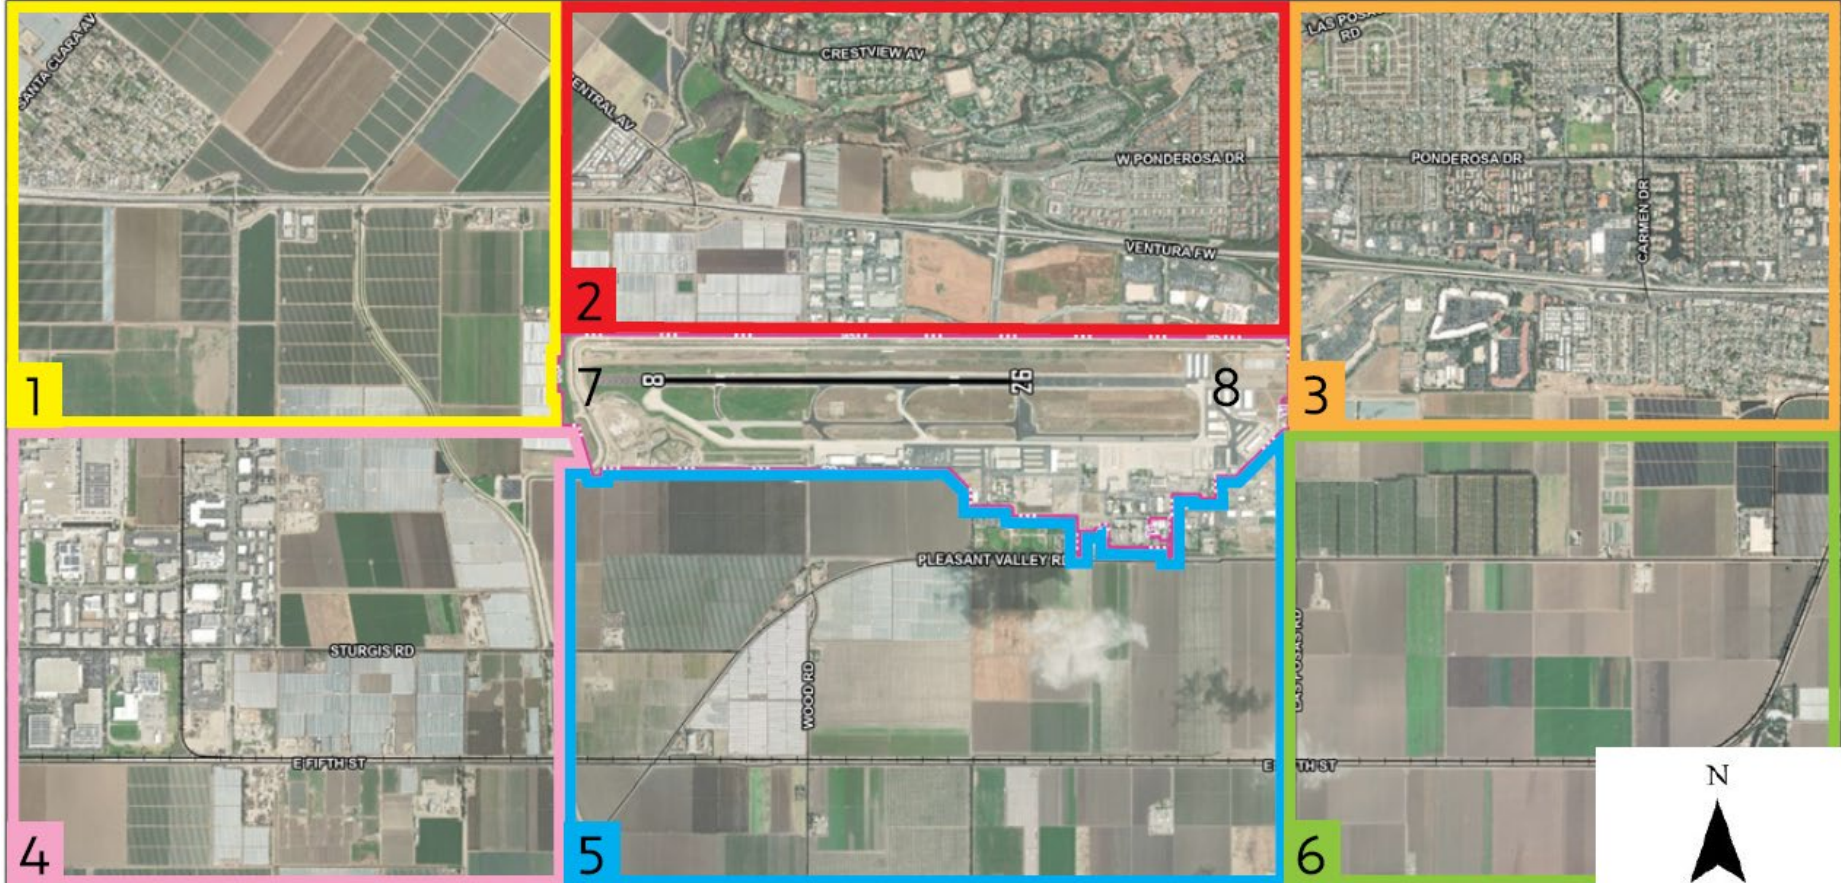 SANTA CLARA AV
CRESTVIEW AV
LAS POSAS
RD
CENTRAL AV
W PONDEROSA DR
PONDEROSA DR
CARMEN DR
VENTURA FW
2
7
8
26
8
3
1
PLEASANT VALLEY RD
STURGIS RD
WOOD RD
LAS POSAS RD
E FIFTH ST
E FIFTH ST
N
4
5
6